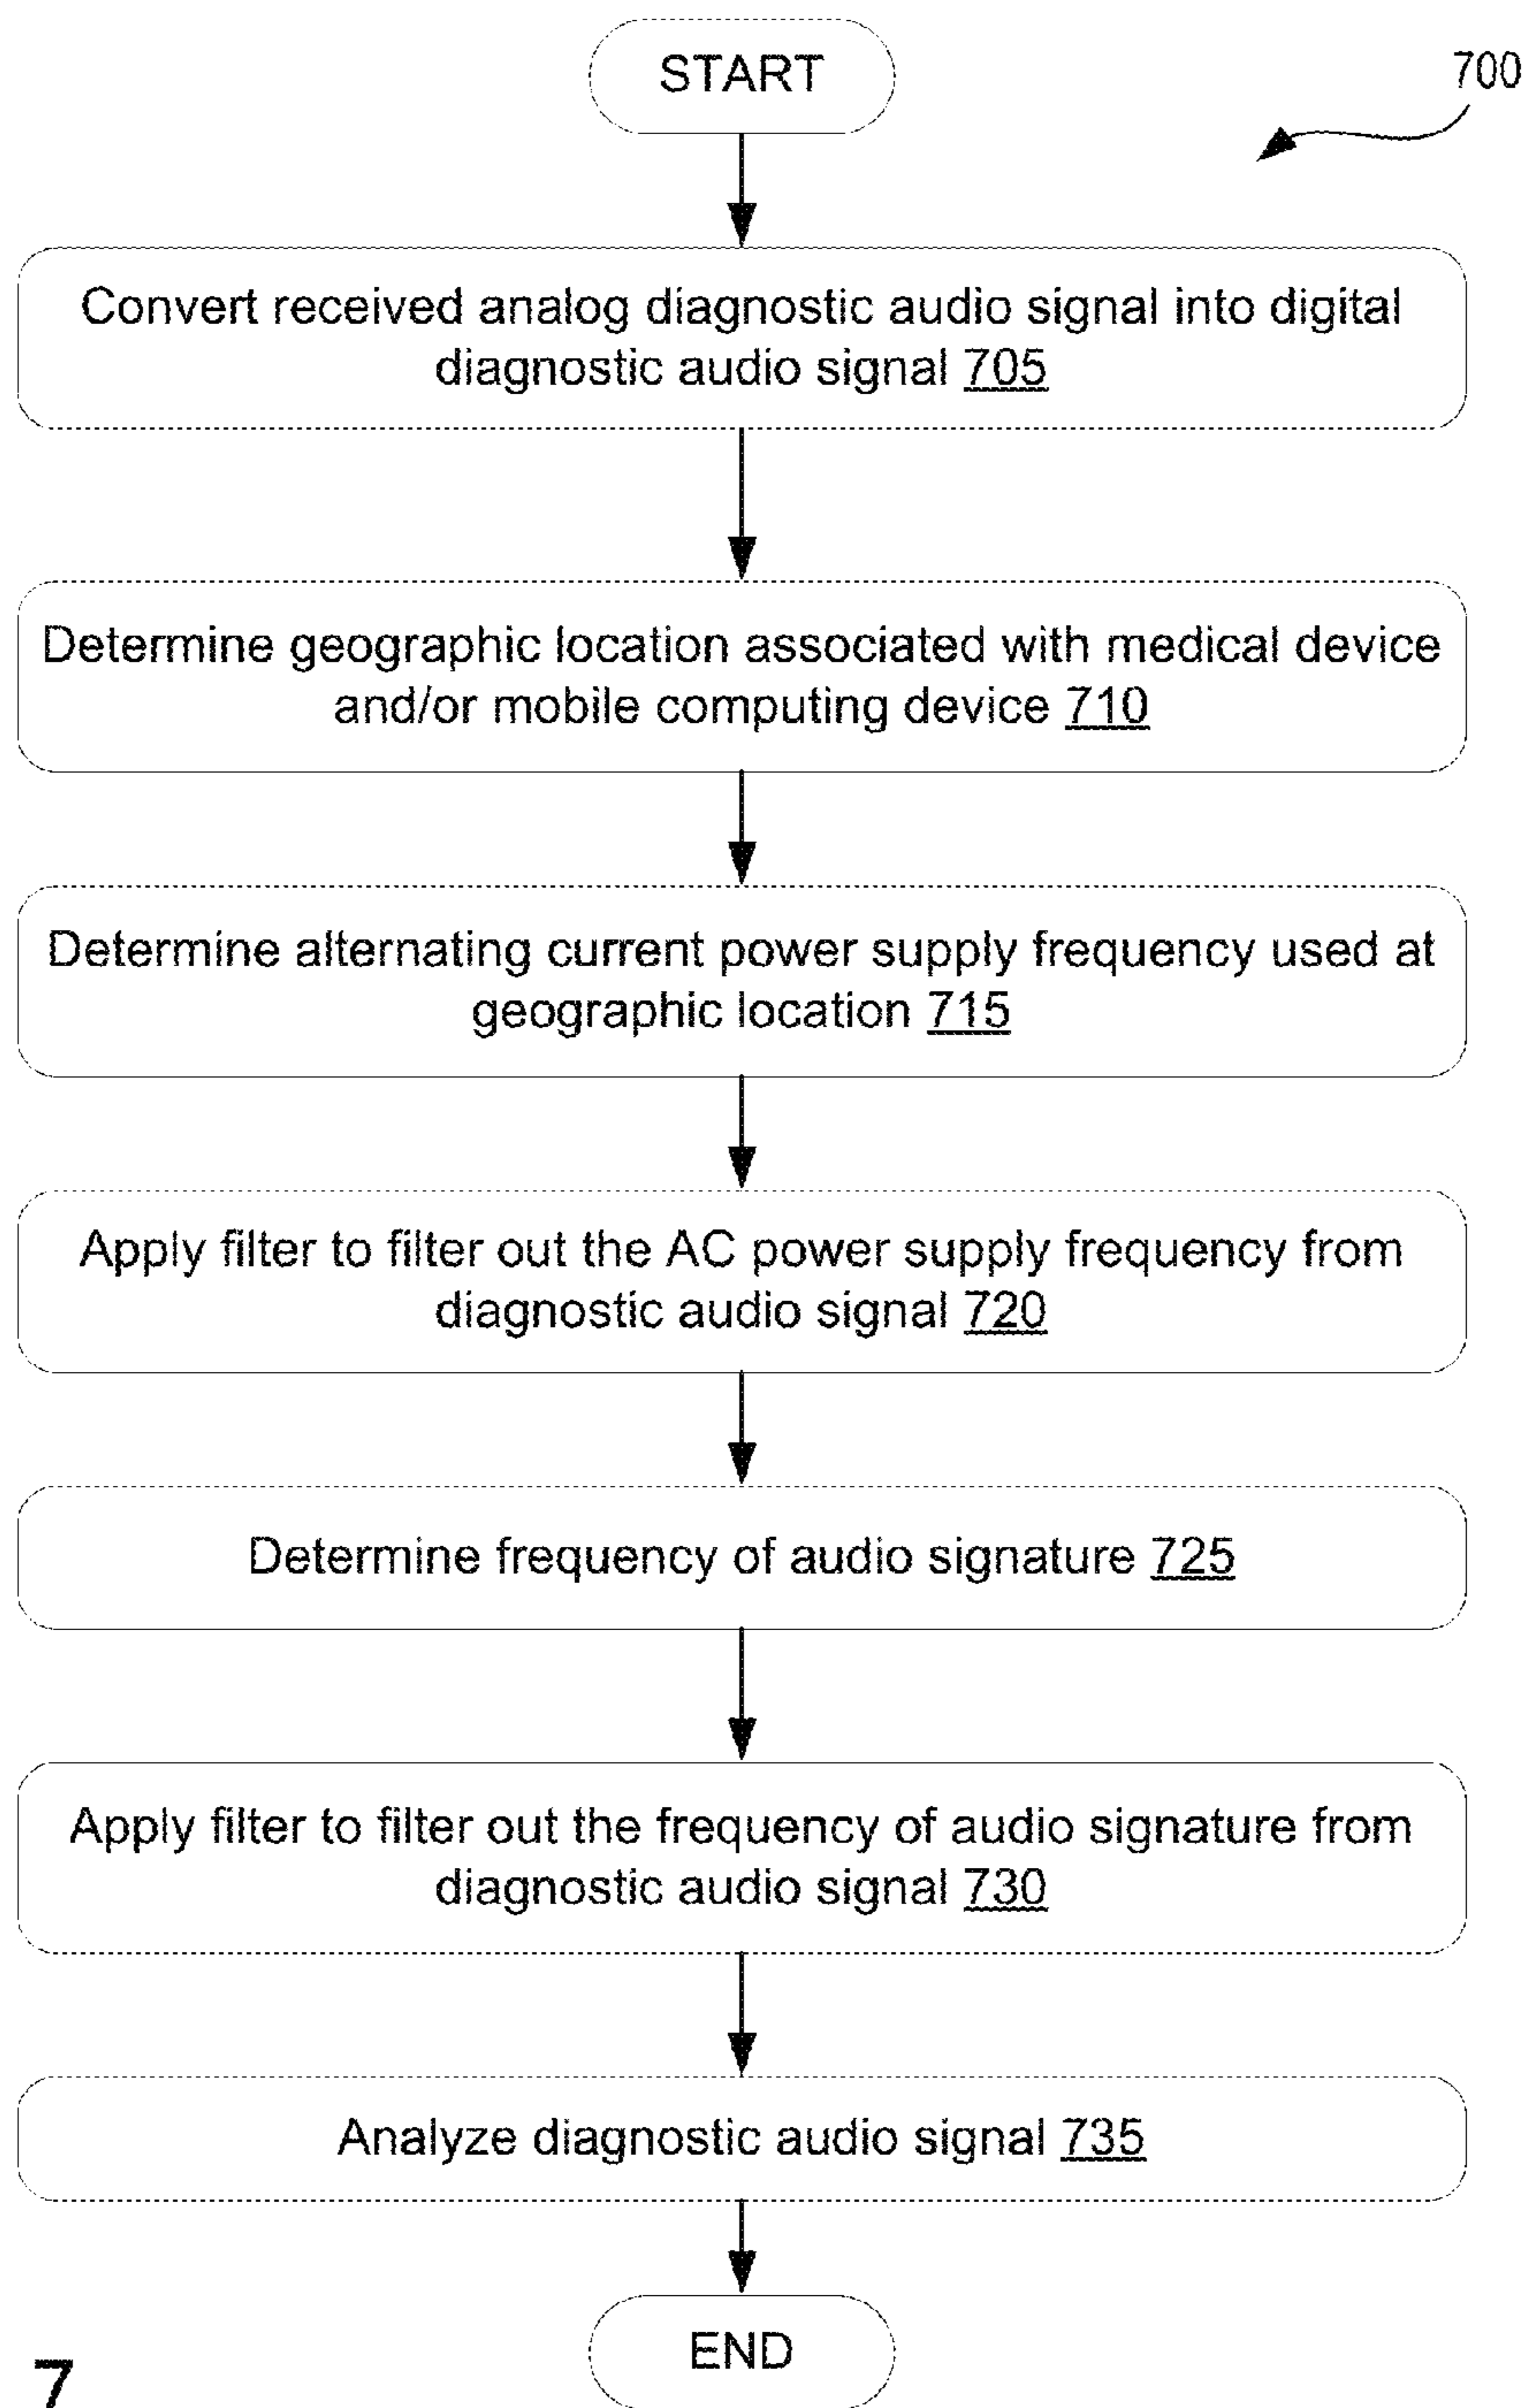 START
700
Convert received analog diagnostic audio signal into digital
diagnostic audio signal 705
Determine geographic location associated with medical device
and/or mobile computing device 710
Determine alternating current power supply frequency used at
geographic location 715
Apply filter to filter out the AC power supply frequency from
diagnostic audio signal 720
Determine frequency of audio signature 725
Apply filter to filter out the frequency of audio signature from
diagnostic audio signal 730
Analyze diagnostic audio signal 735
END
7